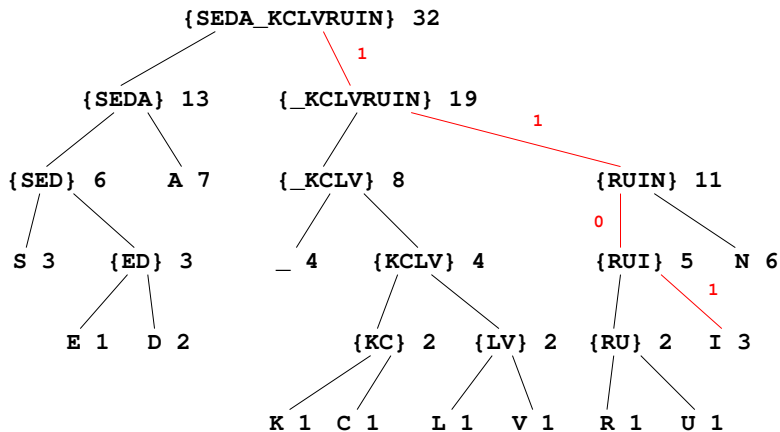 {SEDA_KCLVRUIN} 32
1
{SEDA} 13 {_KCLVRUIN} 19
1
{SED} 6 A 7 {_KCLV} 8 {RUIN} 11
0
S 3 {ED} 3 _ 4 {KCLV} 4 {RUI} 5 N 6
1
E 1 D 2 {KC} 2 {LV} 2 {RU} 2 I 3
K 1 C 1 L 1 V 1 R 1 U 1